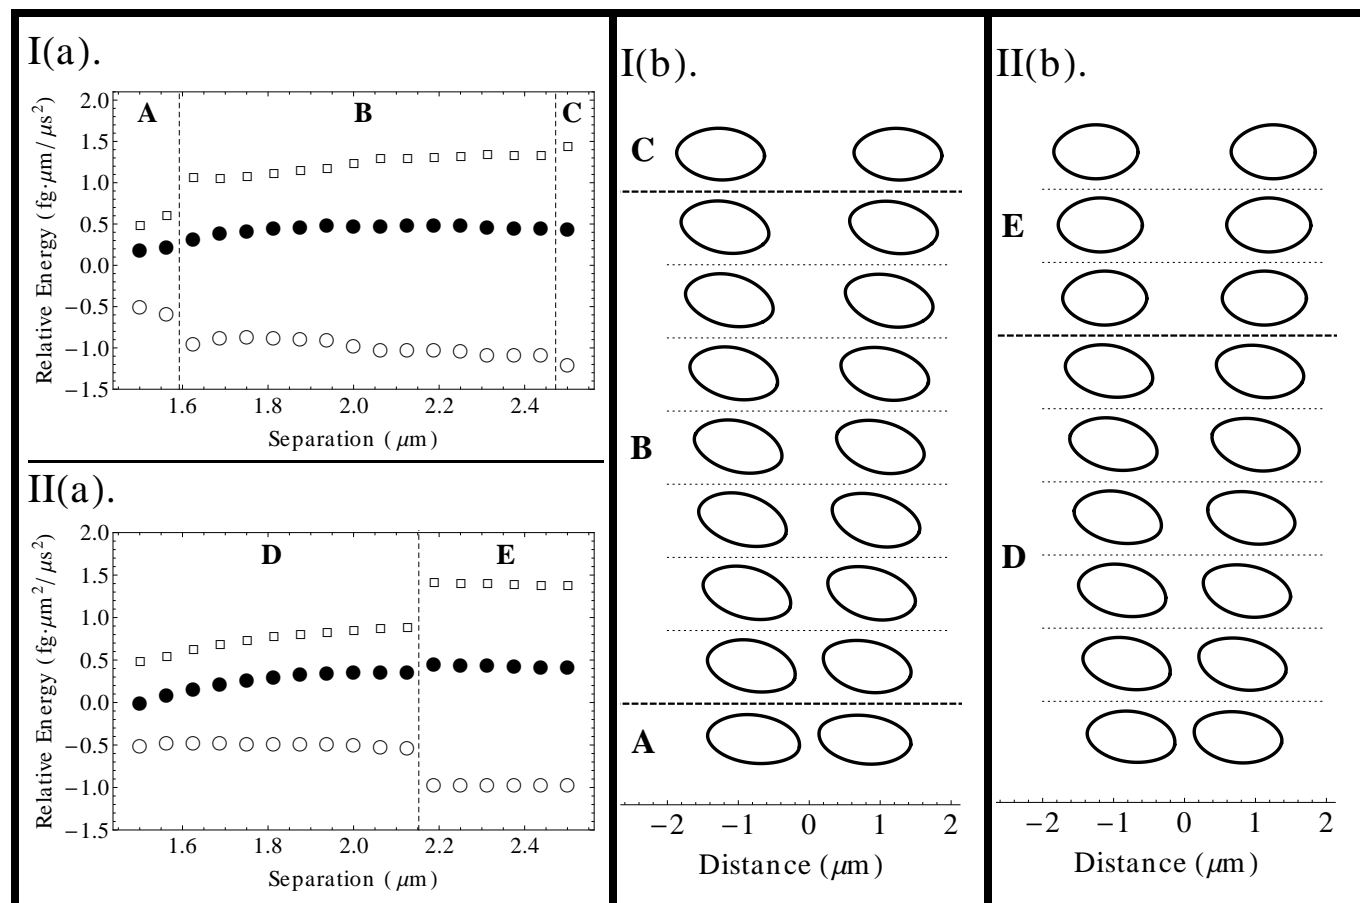 I(a).
A B C
2.0
1.5
1.0
0.5
0.0
−0.5
−1.0
−1.5
Relative Energy (fg·μm/μs²)
1.6 1.8 2.0 2.2 2.4
Separation (μm)
II(a).
D E
2.0
1.5
1.0
0.5
0.0
−0.5
−1.0
−1.5
Relative Energy (fg·μm²/μs²)
1.6 1.8 2.0 2.2 2.4
Separation (μm)
I(b).
C
B
A
−2 −1 0 1 2
Distance (μm)
II(b).
E
D
−2 −1 0 1 2
Distance (μm)